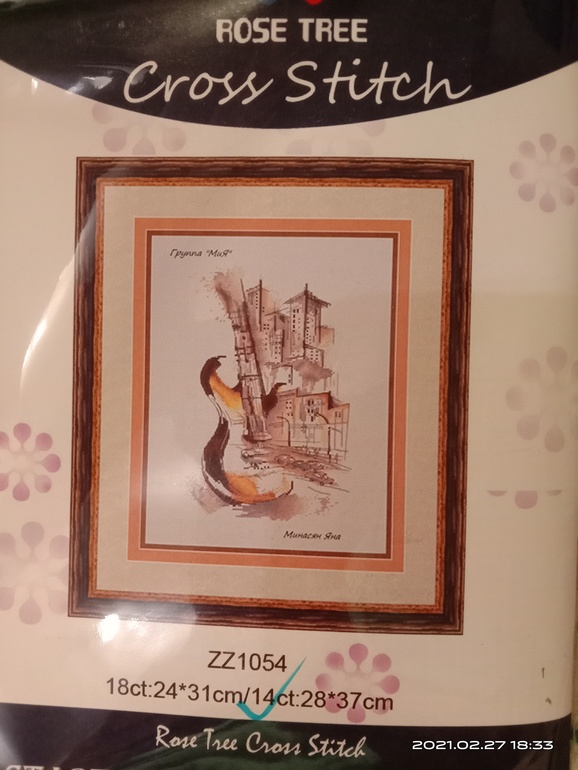 ROSE TREE
Cross Stitch
Группа "МиЯ"
Минасян Яна
ZZ1054
18ct:24*31cm/14ct:28*37cm
Rose Tree Cross Stitch
2021.02.27 18:33